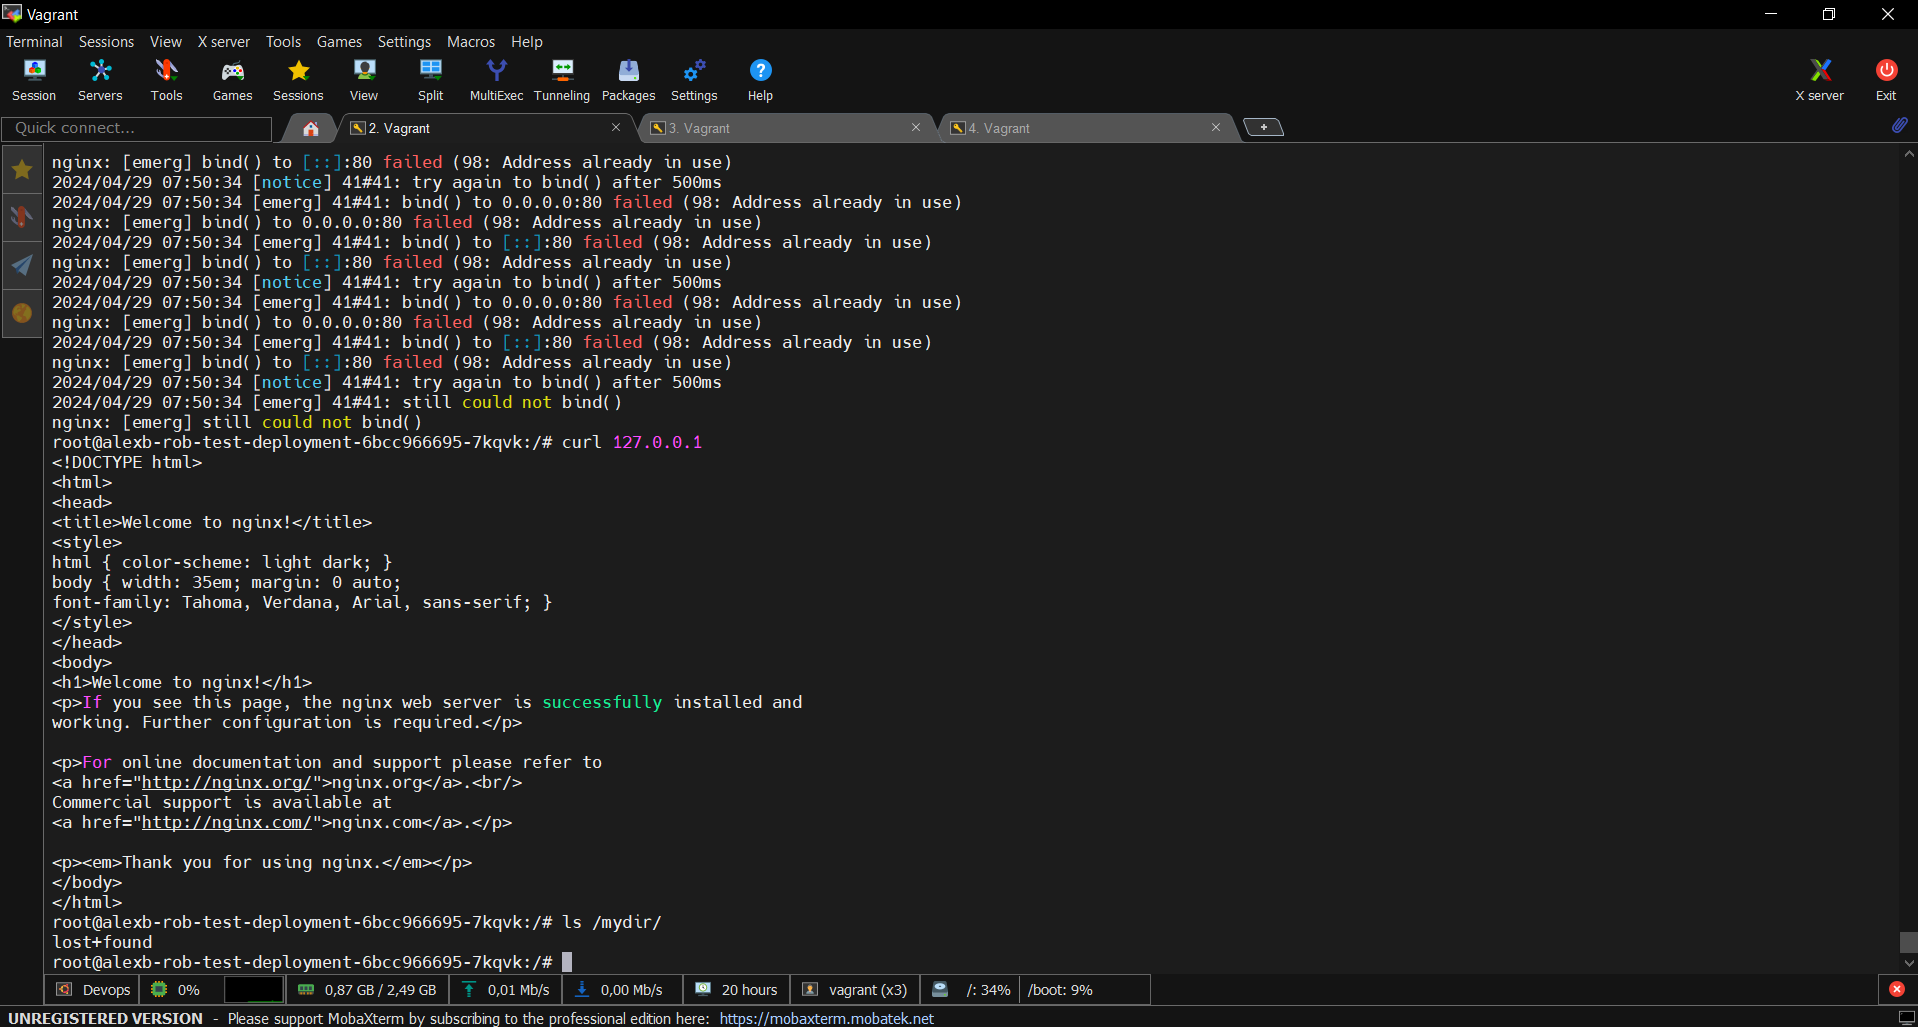 Vagrant
Terminal Sessions View X server Tools Games Settings Macros Help
Session Servers Tools Games Sessions View Split MultiExec Tunneling Packages Settings Help X server Exit
Quick connect... 2. Vagrant 3. Vagrant 4. Vagrant
nginx: [emerg] bind() to [::]:80 failed (98: Address already in use)
2024/04/29 07:50:34 [notice] 41#41: try again to bind() after 500ms
2024/04/29 07:50:34 [emerg] 41#41: bind() to 0.0.0.0:80 failed (98: Address already in use)
nginx: [emerg] bind() to 0.0.0.0:80 failed (98: Address already in use)
2024/04/29 07:50:34 [emerg] 41#41: bind() to [::]:80 failed (98: Address already in use)
nginx: [emerg] bind() to [::]:80 failed (98: Address already in use)
2024/04/29 07:50:34 [notice] 41#41: try again to bind() after 500ms
2024/04/29 07:50:34 [emerg] 41#41: bind() to 0.0.0.0:80 failed (98: Address already in use)
nginx: [emerg] bind() to 0.0.0.0:80 failed (98: Address already in use)
2024/04/29 07:50:34 [emerg] 41#41: bind() to [::]:80 failed (98: Address already in use)
nginx: [emerg] bind() to [::]:80 failed (98: Address already in use)
2024/04/29 07:50:34 [notice] 41#41: try again to bind() after 500ms
2024/04/29 07:50:34 [emerg] 41#41: still could not bind()
nginx: [emerg] still could not bind()
root@alexb-rob-test-deployment-6bcc966695-7kqvk:/# curl 127.0.0.1
<!DOCTYPE html>
<html>
<head>
<title>Welcome to nginx!</title>
<style>
html { color-scheme: light dark; }
body { width: 35em; margin: 0 auto;
font-family: Tahoma, Verdana, Arial, sans-serif; }
</style>
</head>
<body>
<h1>Welcome to nginx!</h1>
<p>If you see this page, the nginx web server is successfully installed and
working. Further configuration is required.</p>

<p>For online documentation and support please refer to
<a href="http://nginx.org/">nginx.org</a>.<br/>
Commercial support is available at
<a href="http://nginx.com/">nginx.com</a>.</p>

<p><em>Thank you for using nginx.</em></p>
</body>
</html>
root@alexb-rob-test-deployment-6bcc966695-7kqvk:/# ls /mydir/
lost+found
root@alexb-rob-test-deployment-6bcc966695-7kqvk:/#
Devops 0% 0,87 GB / 2,49 GB 0,01 Mb/s 0,00 Mb/s 20 hours vagrant (x3) /: 34% /boot: 9%
UNREGISTERED VERSION - Please support MobaXterm by subscribing to the professional edition here: https://mobaxterm.mobatek.net